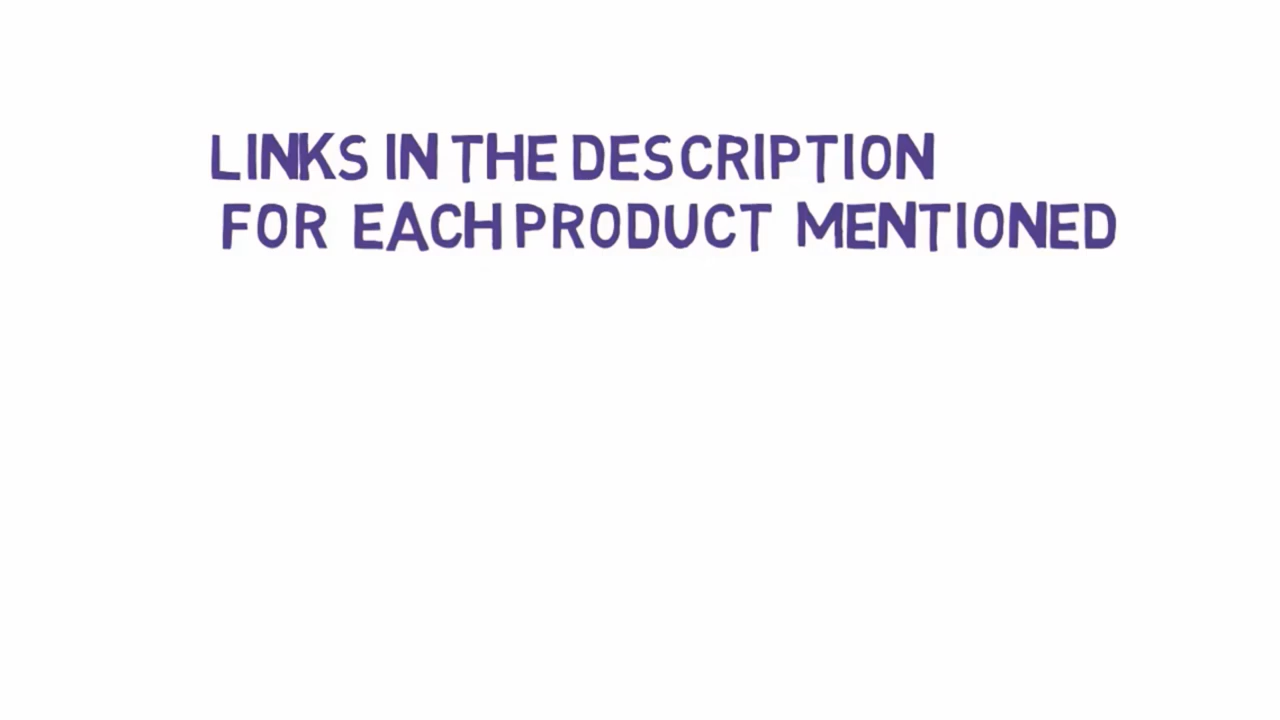 LINKS IN THE DESCRIPTION
FOR EACH PRODUCT MENTIONED